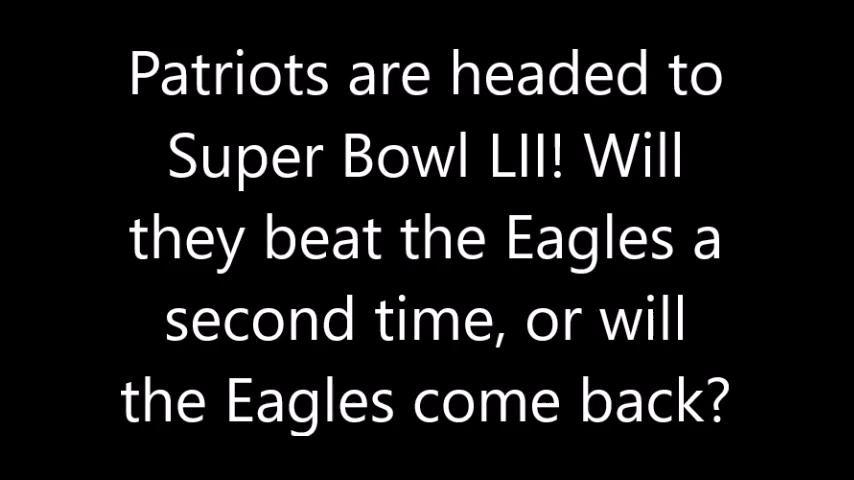 Patriots are headed to
Super Bowl LII! Will
they beat the Eagles a
second time, or will
the Eagles come back?